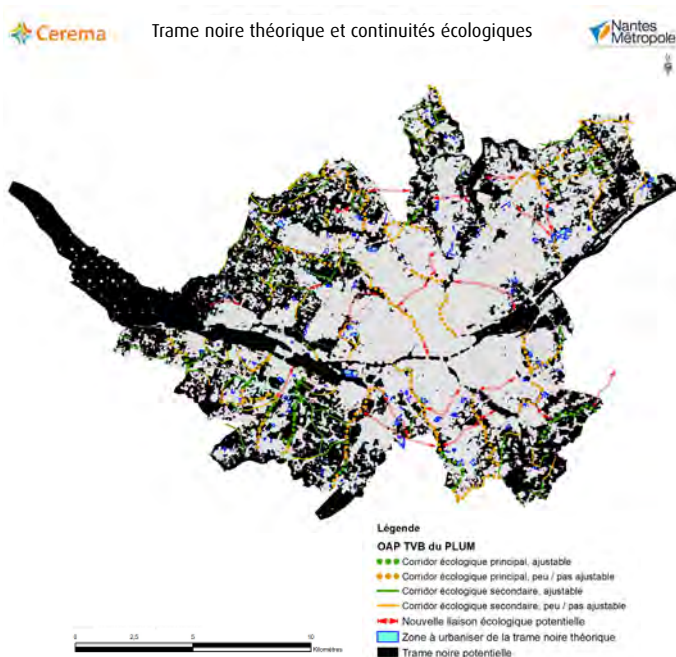 Cerema
Trame noire théorique et continuités écologiques
Nantes
Métropole
Légende
OAP TVB du PLUM
Corridor écologique principal, ajustable
Corridor écologique principal, peu / pas ajustable
Corridor écologique secondaire, ajustable
Corridor écologique secondaire, peu / pas ajustable
Nouvelle liaison écologique potentielle
Zone à urbaniser de la trame noire théorique
Trame noire potentielle
0 2,5 5 10
Kilomètres